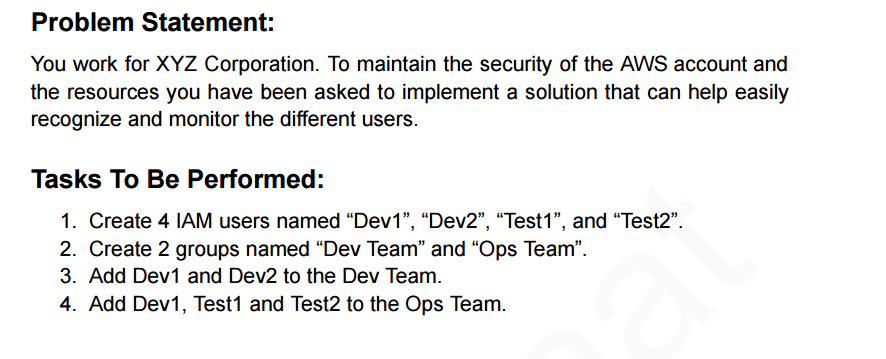 Problem Statement:
You work for XYZ Corporation. To maintain the security of the AWS account and
the resources you have been asked to implement a solution that can help easily
recognize and monitor the different users.
Tasks To Be Performed:
1. Create 4 IAM users named “Dev1”, “Dev2”, “Test1”, and “Test2”.
2. Create 2 groups named “Dev Team” and “Ops Team”.
3. Add Dev1 and Dev2 to the Dev Team.
4. Add Dev1, Test1 and Test2 to the Ops Team.